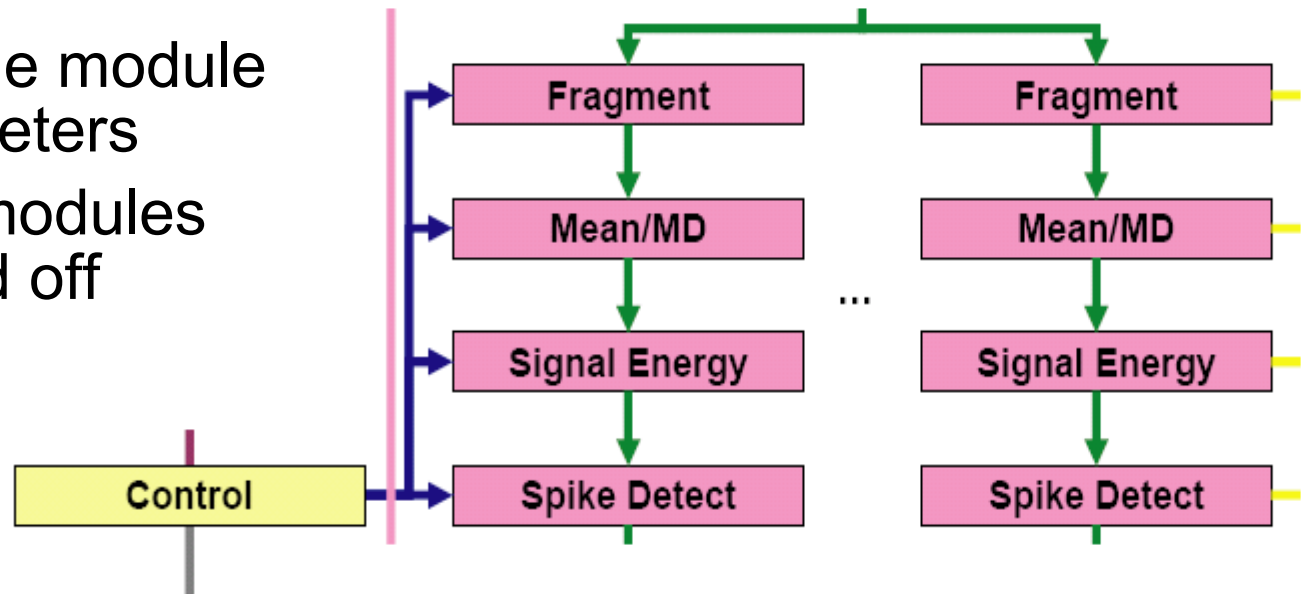 e module
eters
nodules
d off
Fragment
Fragment
Mean/MD
Mean/MD
...
Signal Energy
Signal Energy
Control
Spike Detect
Spike Detect